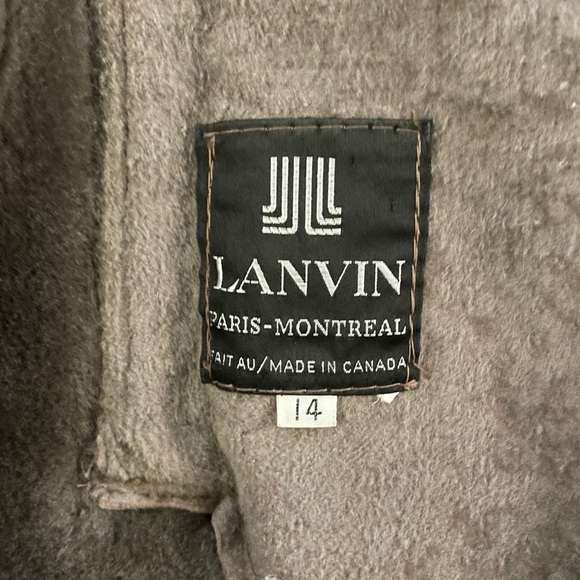 LANVIN
PARIS-MONTREAL
FAIT AU/MADE IN CANADA
14